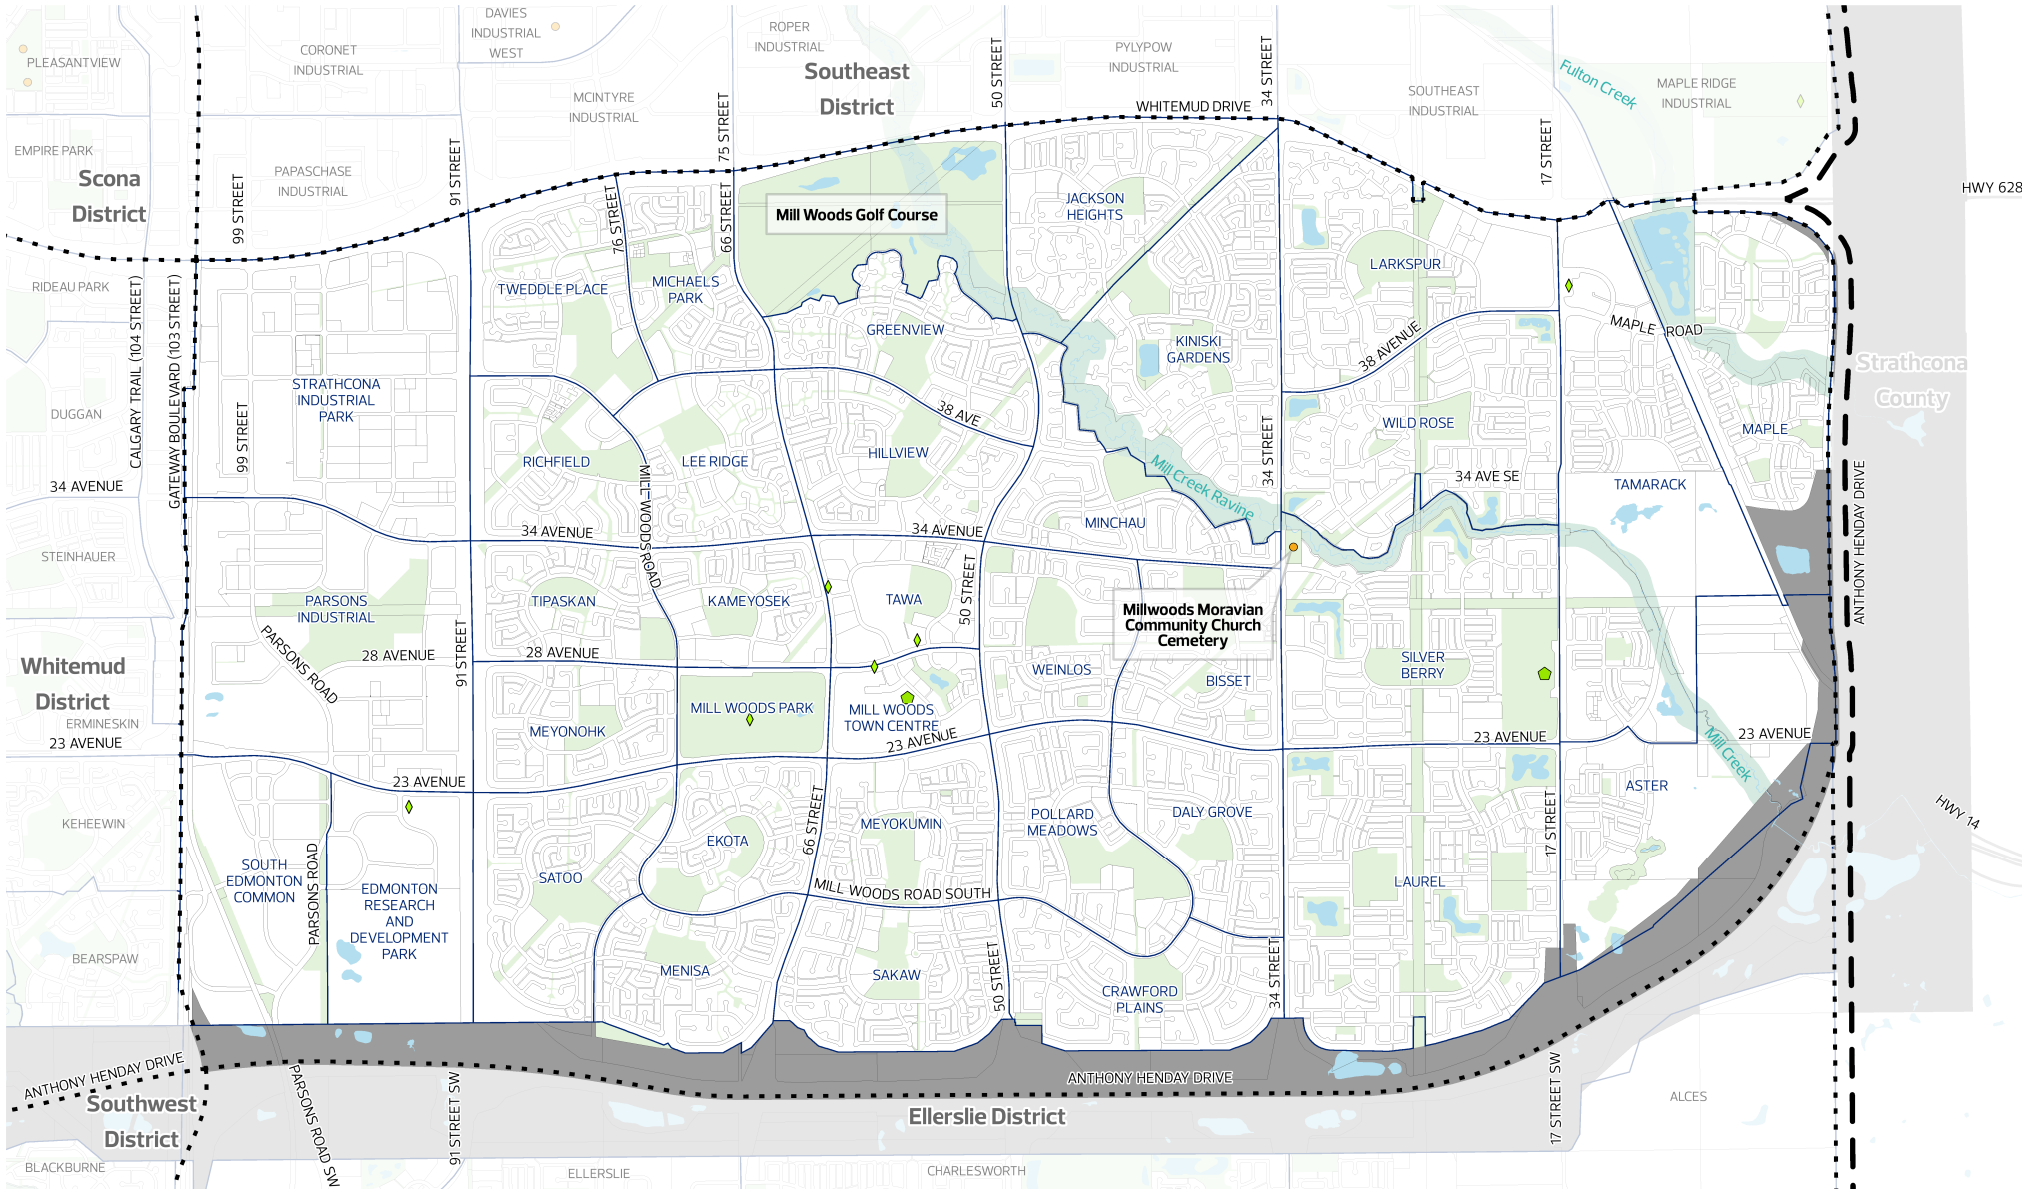 DAVIES
INDUSTRIAL
WEST
ROPER
INDUSTRIAL
CORONET
INDUSTRIAL
PLEASANTVIEW
Southeast
District
50 STREET
PYLYPOW
INDUSTRIAL
34 STREET
Fulton Creek
MAPLE RIDGE
INDUSTRIAL
SOUTHEAST
INDUSTRIAL
MCINTYRE
INDUSTRIAL
75 STREET
WHITEMUD DRIVE
17 STREET
EMPIRE PARK
Scona
District
PAPASCHASE
INDUSTRIAL
99 STREET
91 STREET
76 STREET
66 STREET
Mill Woods Golf Course
JACKSON
HEIGHTS
HWY 628
RIDEAU PARK
CALGARY TRAIL (104 STREET)
GATEWAY BOULEVARD (103 STREET)
TWEDDLE PLACE
MICHAELS
PARK
LARKSPUR
GREENVIEW
KINISKI
GARDENS
38 AVENUE
MAPLE ROAD
Strathcona
County
STRATHCONA
INDUSTRIAL
PARK
DUGGAN
99 STREET
38 AVE
WILD ROSE
MAPLE
34 STREET
HILLVIEW
LEE RIDGE
RICHFIELD
MILL WOODS ROAD
Mill Creek Ravine
34 AVE SE
TAMARACK
34 AVENUE
ANTHONY HENDAY DRIVE
34 AVENUE
34 AVENUE
MINCHAU
STEINHAUER
PARSONS
INDUSTRIAL
TIPASKAN
KAMEYOSEK
TAWA
50 STREET
Millwoods Moravian
Community Church
Cemetery
PARSONS ROAD
28 AVENUE
91 STREET
28 AVENUE
WEINLOS
BISSET
SILVER
BERRY
Whitemud
District
ERMINESKIN
23 AVENUE
MEYONOHK
MILL WOODS PARK
MILL WOODS
TOWN CENTRE
23 AVENUE
23 AVENUE
23 AVENUE
Mill Creek
23 AVENUE
ASTER
KEHEEWIN
66 STREET
EKOTA
MEYOKUMIN
POLLARD
MEADOWS
DALY GROVE
17 STREET
HWY 14
SOUTH
EDMONTON
COMMON
PARSONS ROAD
EDMONTON
RESEARCH
AND
DEVELOPMENT
PARK
SATOO
MILL WOODS ROAD SOUTH
LAUREL
BEARSPAW
MENISA
SAKAW
50 STREET
CRAWFORD
PLAINS
34 STREET
ANTHONY HENDAY DRIVE
ANTHONY HENDAY DRIVE
Southwest
District
PARSONS ROAD SW
91 STREET SW
Ellerslie District
17 STREET SW
ALCES
BLACKBURNE
ELLERSLIE
CHARLESWORTH